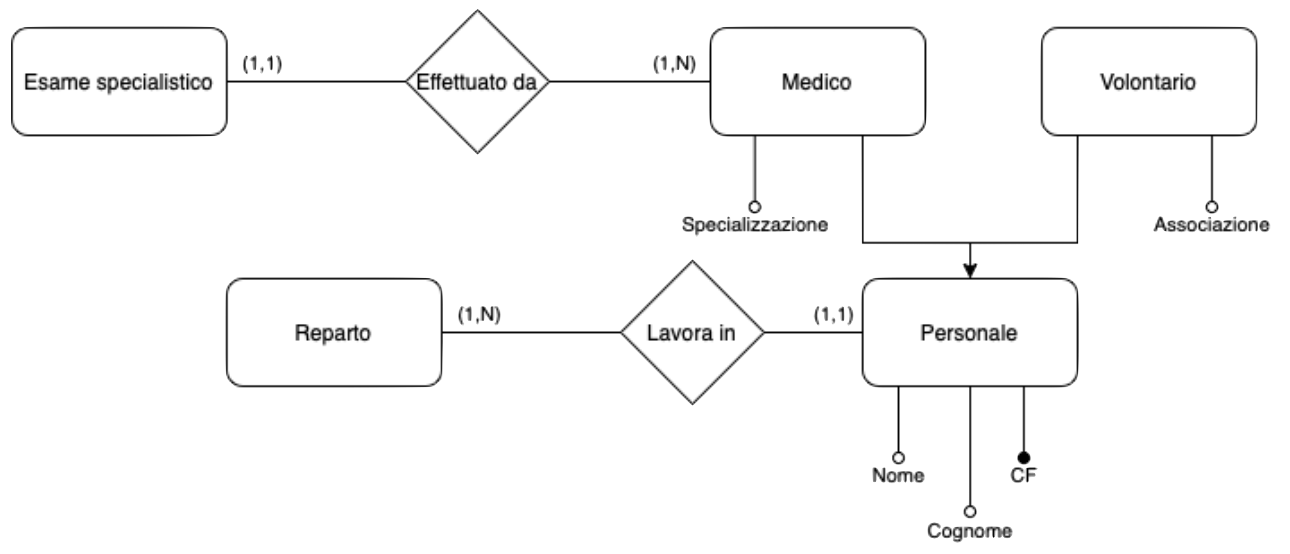 Esame specialistico
(1,1)
Effettuato da
(1,N)
Medico
Volontario
Specializzazione
Associazione
Reparto
(1,N)
Lavora in
(1,1)
Personale
Nome
CF
Cognome